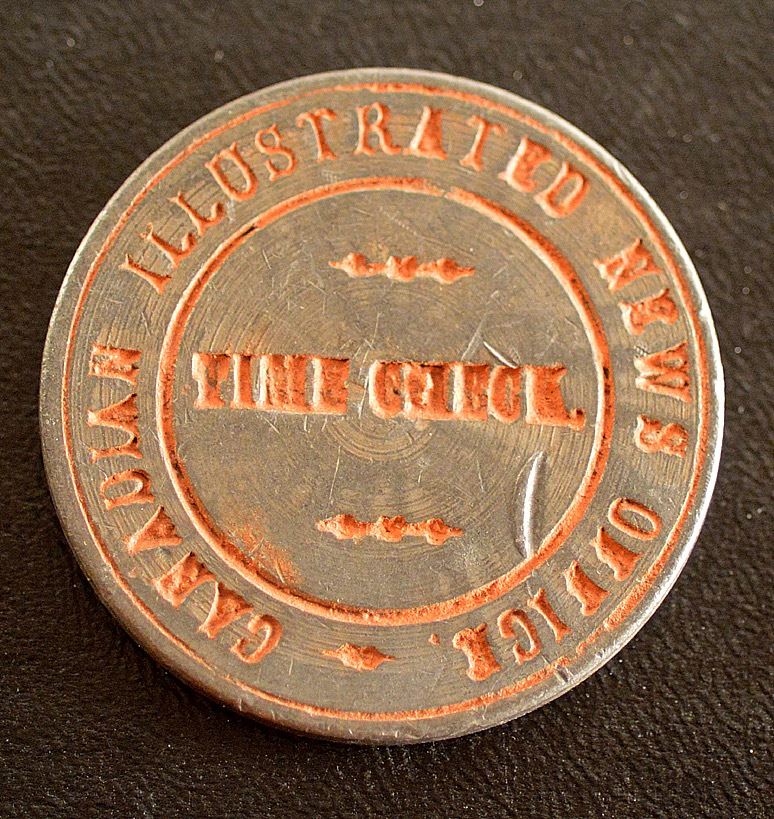 CANADIAN ILLUSTRATED NEWS OFFICE.
TIME CHECK.